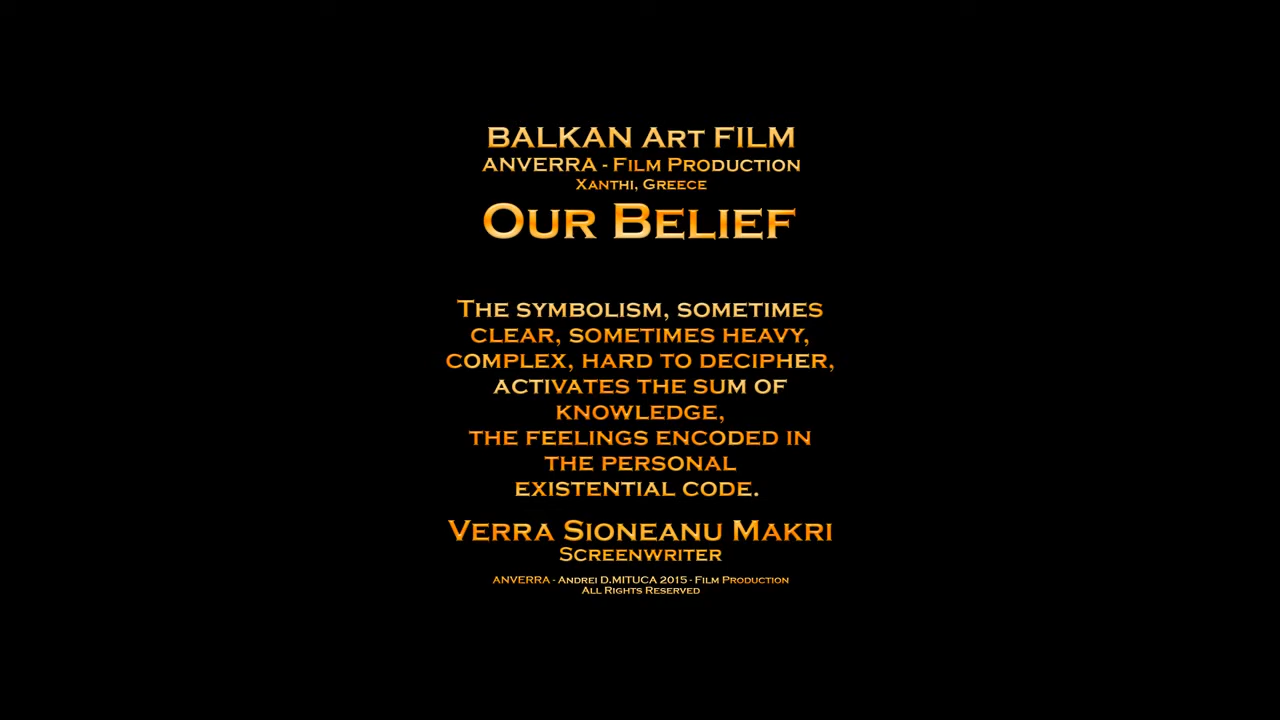 BALKAN Art FILM
ANVERRA - Film Production
Xanthi, Greece
Our Belief
The symbolism, sometimes
clear, sometimes heavy,
complex, hard to decipher,
activates the sum of
knowledge,
the feelings encoded in
the personal
existential code.
Verra Sioneanu Makri
Screenwriter
ANVERRA - Andrei D.MITUCA 2015 - Film Production
All Rights Reserved